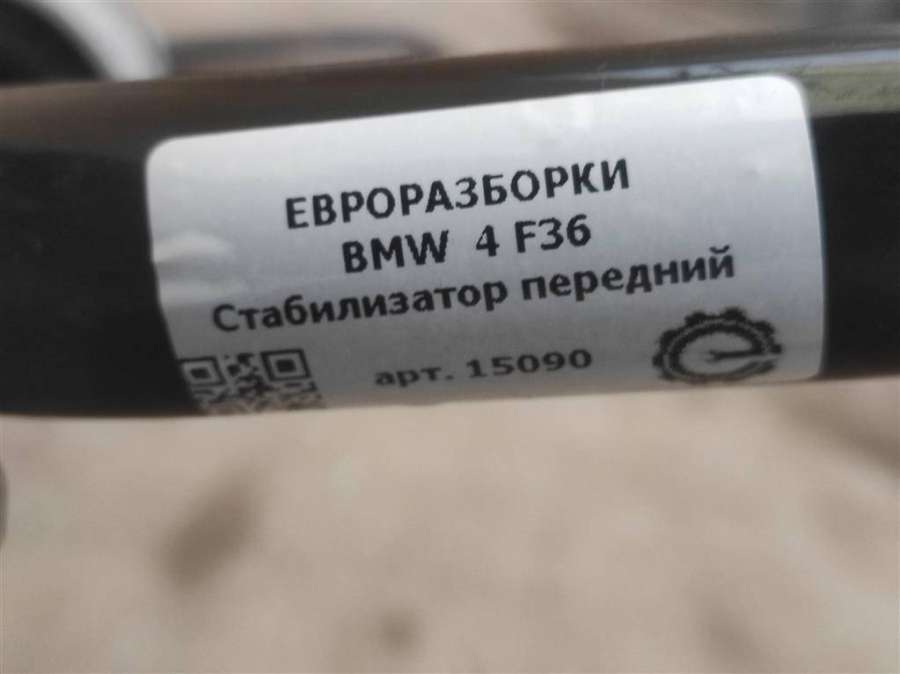 ЕВРОРАЗБОРКИ
BMW 4 F36
Стабилизатор передний
арт. 15090